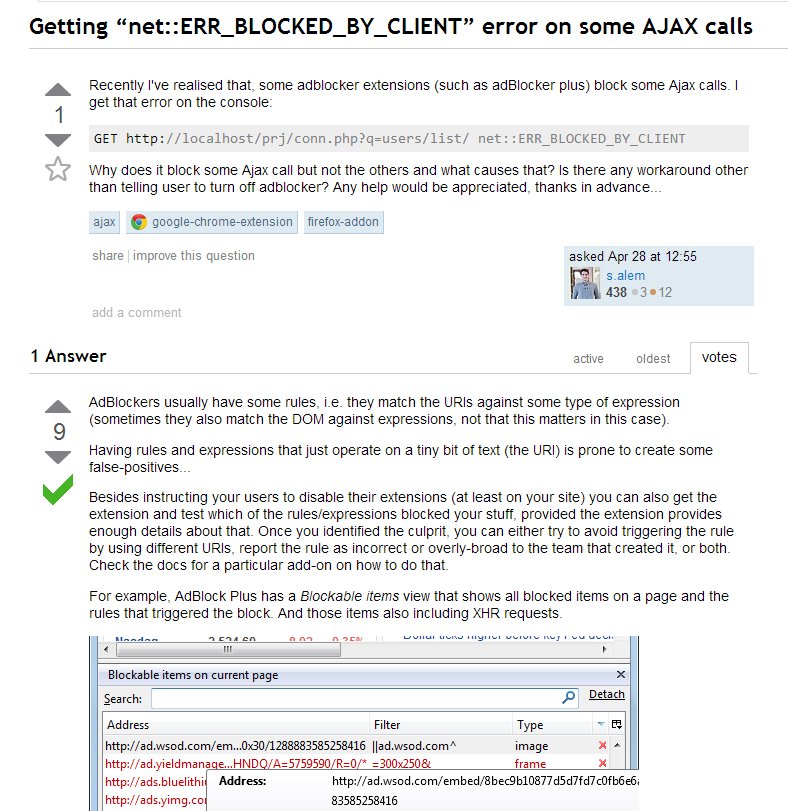 Getting “net::ERR_BLOCKED_BY_CLIENT” error on some AJAX calls
1
Recently I've realised that, some adblocker extensions (such as adBlocker plus) block some Ajax calls. I
get that error on the console:
GET http://localhost/prj/conn.php?q=users/list/ net::ERR_BLOCKED_BY_CLIENT
Why does it block some Ajax call but not the others and what causes that? Is there any workaround other
than telling user to turn off adblocker? Any help would be appreciated, thanks in advance...
ajax google-chrome-extension firefox-addon
share improve this question
asked Apr 28 at 12:55
s.alem
438 3 12
add a comment
1 Answer
active oldest votes
9
AdBlockers usually have some rules, i.e. they match the URIs against some type of expression
(sometimes they also match the DOM against expressions, not that this matters in this case).
Having rules and expressions that just operate on a tiny bit of text (the URI) is prone to create some
false-positives...
Besides instructing your users to disable their extensions (at least on your site) you can also get the
extension and test which of the rules/expressions blocked your stuff, provided the extension provides
enough details about that. Once you identified the culprit, you can either try to avoid triggering the rule
by using different URIs, report the rule as incorrect or overly-broad to the team that created it, or both.
Check the docs for a particular add-on on how to do that.
For example, AdBlock Plus has a Blockable items view that shows all blocked items on a page and the
rules that triggered the block. And those items also including XHR requests.
Blockable items on current page
Search: Detach
Address Filter Type
http://ad.wsod.com/em...0x30/1288883585258416 ||ad.wsod.com^ image
http://ad.yieldmanage...HNDQ/A=5759590/R=0/* =300x250& frame
http://ads.bluelithi
Address: http://ad.wsod.com/embed/8bec9b10877d5d7fd7c0fb6e6a
http://ads.yimg.co
83585258416